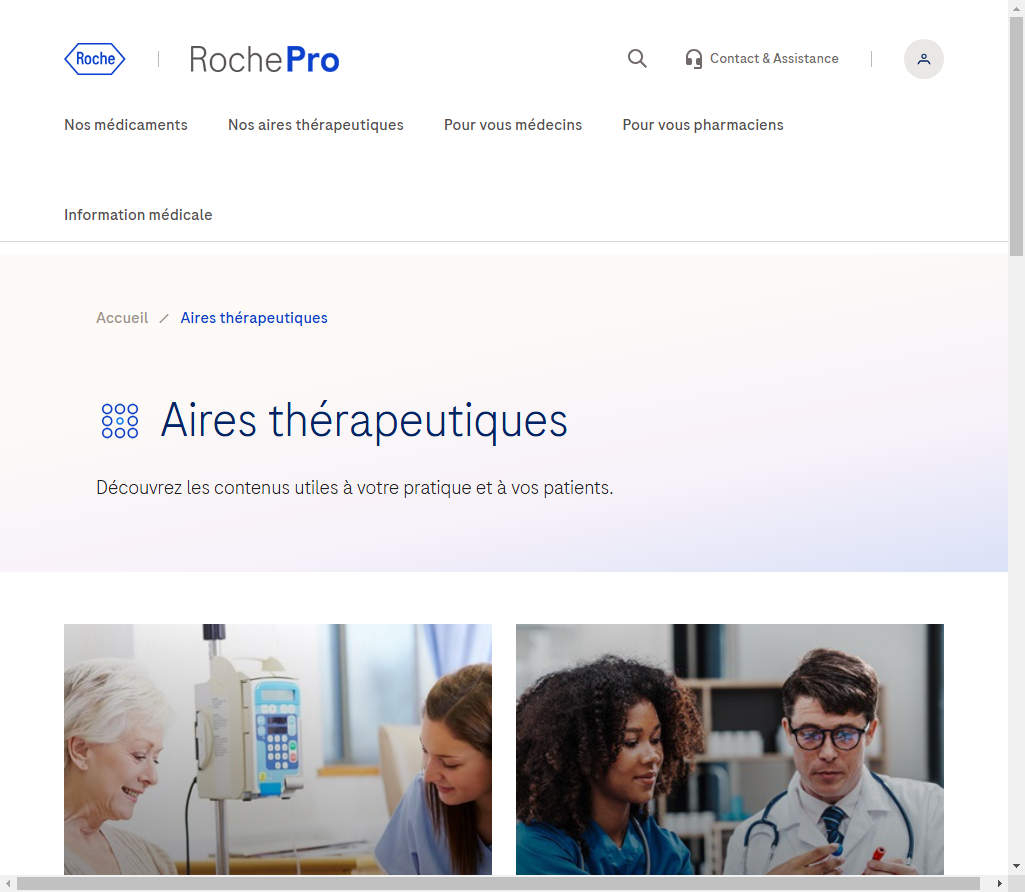 Roche
RochePro
Contact & Assistance
Nos médicaments
Nos aires thérapeutiques
Pour vous médecins
Pour vous pharmaciens
Information médicale
Accueil / Aires thérapeutiques
Aires thérapeutiques
Découvrez les contenus utiles à votre pratique et à vos patients.